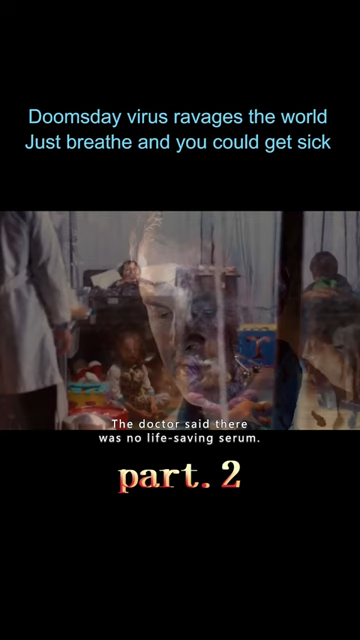 Doomsday virus ravages the world
Just breathe and you could get sick
The doctor said there
was no life-saving serum.
part. 2